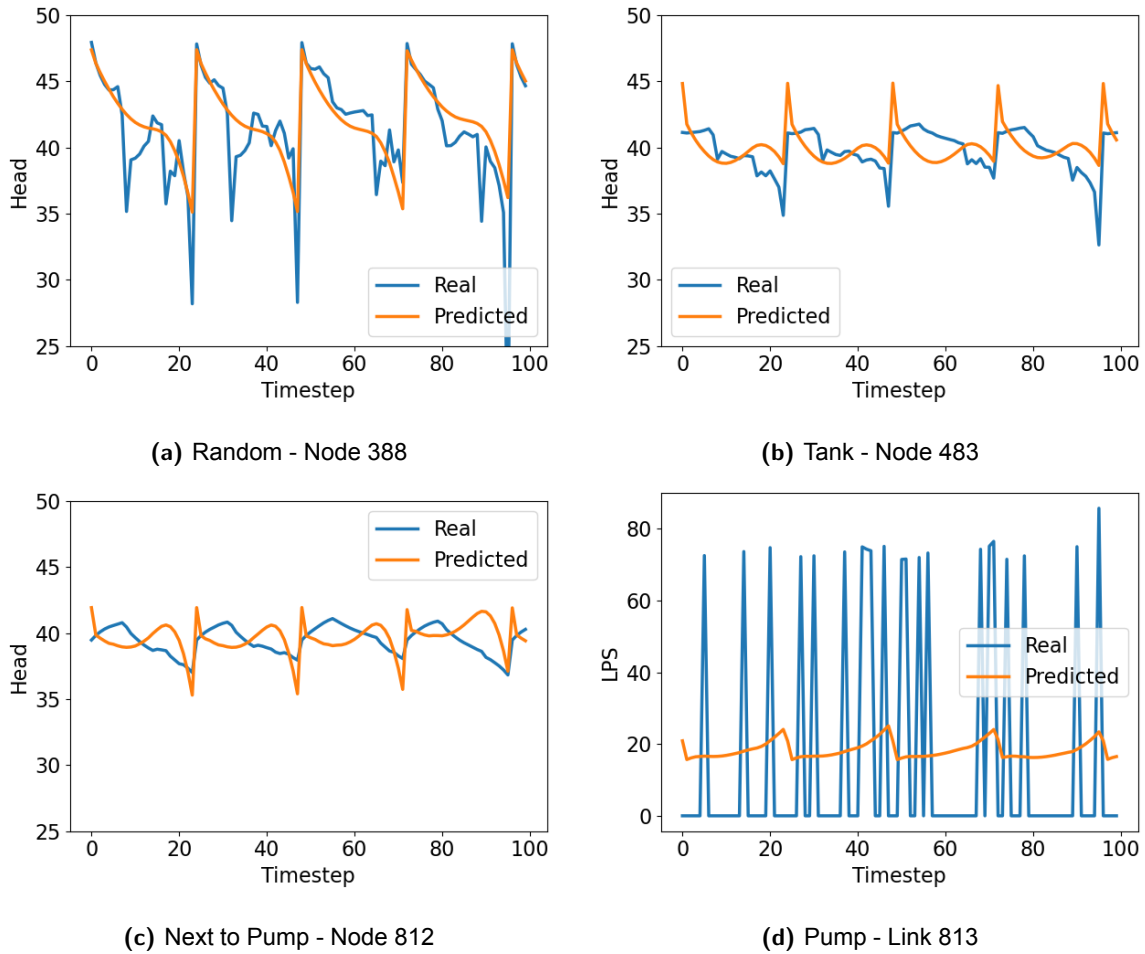 50
45
40
35
30
25
Head
Real
Predicted
0 20 40 60 80 100
Timestep
(a) Random - Node 388
50
45
40
35
30
25
Head
Real
Predicted
0 20 40 60 80 100
Timestep
(b) Tank - Node 483
50
45
40
35
30
25
Head
Real
Predicted
0 20 40 60 80 100
Timestep
(c) Next to Pump - Node 812
80
60
40
20
0
LPS
Real
Predicted
0 20 40 60 80 100
Timestep
(d) Pump - Link 813